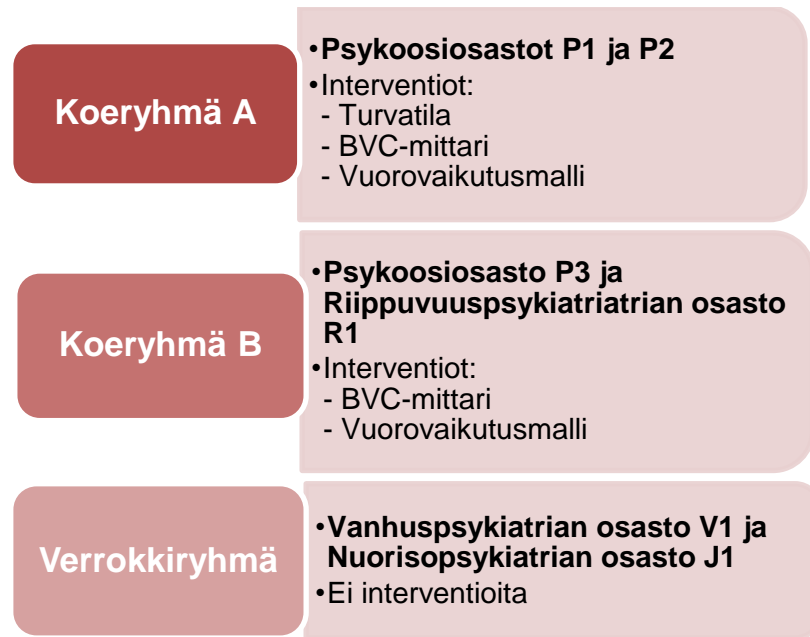 Koeryhmä A
•Psykoosiosastot P1 ja P2
•Interventiot:
- Turvatila
- BVC-mittari
- Vuorovaikutusmalli
Koeryhmä B
•Psykoosiosasto P3 ja
Riippuvuuspsykiatriatrian osasto
R1
•Interventiot:
- BVC-mittari
- Vuorovaikutusmalli
Verrokkiryhmä
•Vanhuspsykiatrian osasto V1 ja
Nuorisopsykiatrian osasto J1
•Ei interventioita